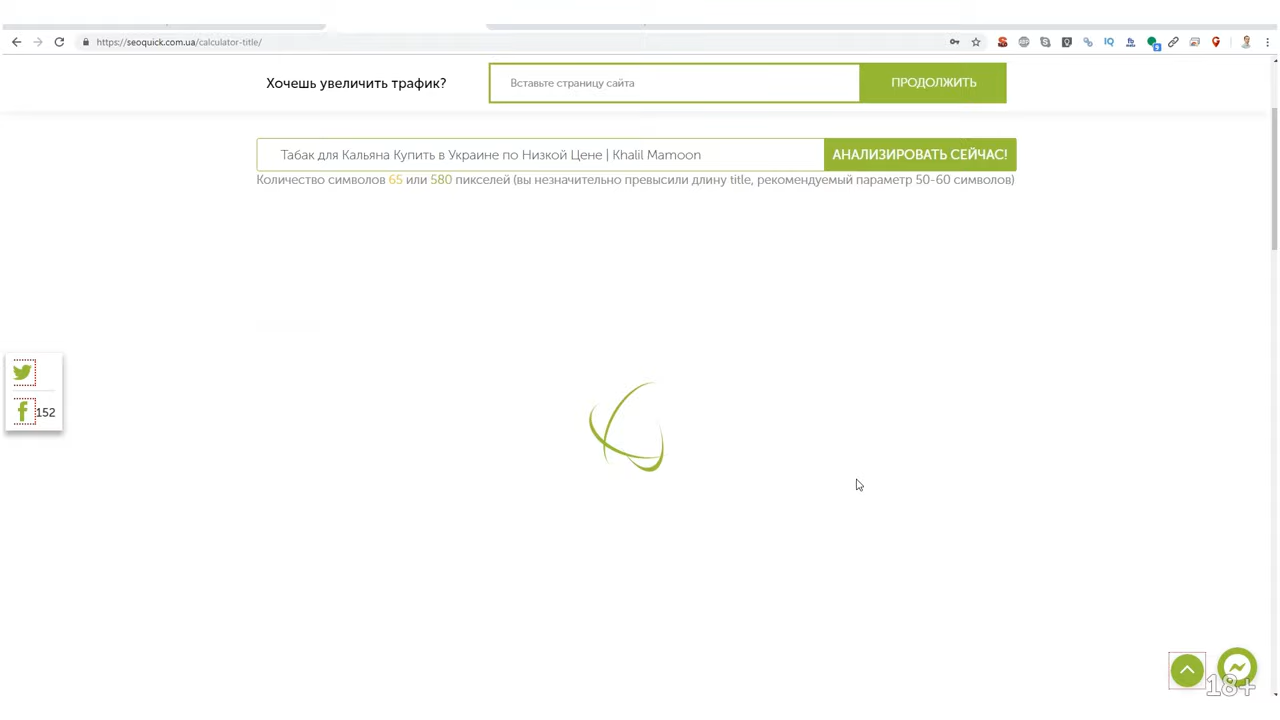 https://seoquick.com.ua/calculator-title/
Хочешь увеличить трафик?
Вставьте страницу сайта
ПРОДОЛЖИТЬ
Табак для Кальяна Купить в Украине по Низкой Цене | Khalil Mamoon
АНАЛИЗИРОВАТЬ СЕЙЧАС!
Количество символов 65 или 580 пикселей (вы незначительно превысили длину title, рекомендуемый параметр 50-60 символов)
152
18+